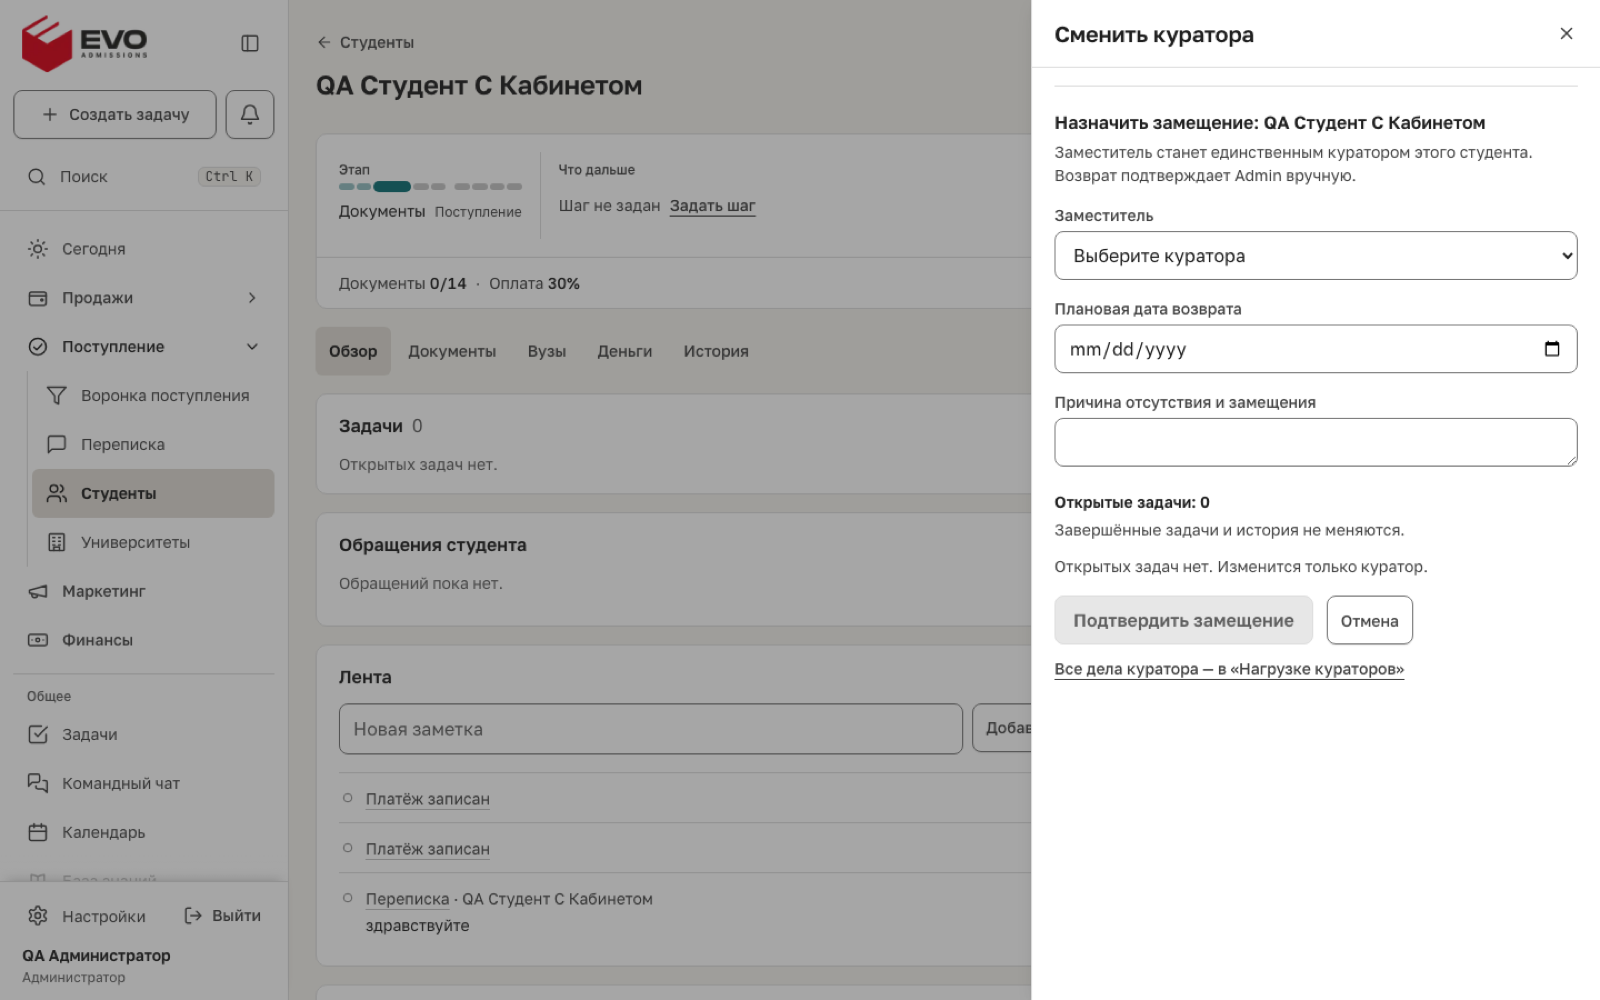 EVO
ADMISSIONS
Создать задачу
Поиск
Ctrl K
Сегодня
Продажи
Поступление
Воронка поступления
Переписка
Студенты
Университеты
Маркетинг
Финансы
Общее
Задачи
Командный чат
Календарь
База знаний
Настройки
Выйти
QA Администратор
Администратор
Студенты
QA Студент С Кабинетом
Этап
Документы Поступление
Что дальше
Шаг не задан Задать шаг
Документы 0/14 · Оплата 30%
Обзор
Документы
Вузы
Деньги
История
Задачи 0
Открытых задач нет.
Обращения студента
Обращений пока нет.
Лента
Новая заметка
Добав
Платёж записан
Платёж записан
Переписка · QA Студент С Кабинетом
здравствуйте
Сменить куратора
Назначить замещение: QA Студент С Кабинетом
Заместитель станет единственным куратором этого студента.
Возврат подтверждает Admin вручную.
Заместитель
Выберите куратора
Плановая дата возврата
mm/dd/yyyy
Причина отсутствия и замещения
Открытые задачи: 0
Завершённые задачи и история не меняются.
Открытых задач нет. Изменится только куратор.
Подтвердить замещение
Отмена
Все дела куратора — в «Нагрузке кураторов»